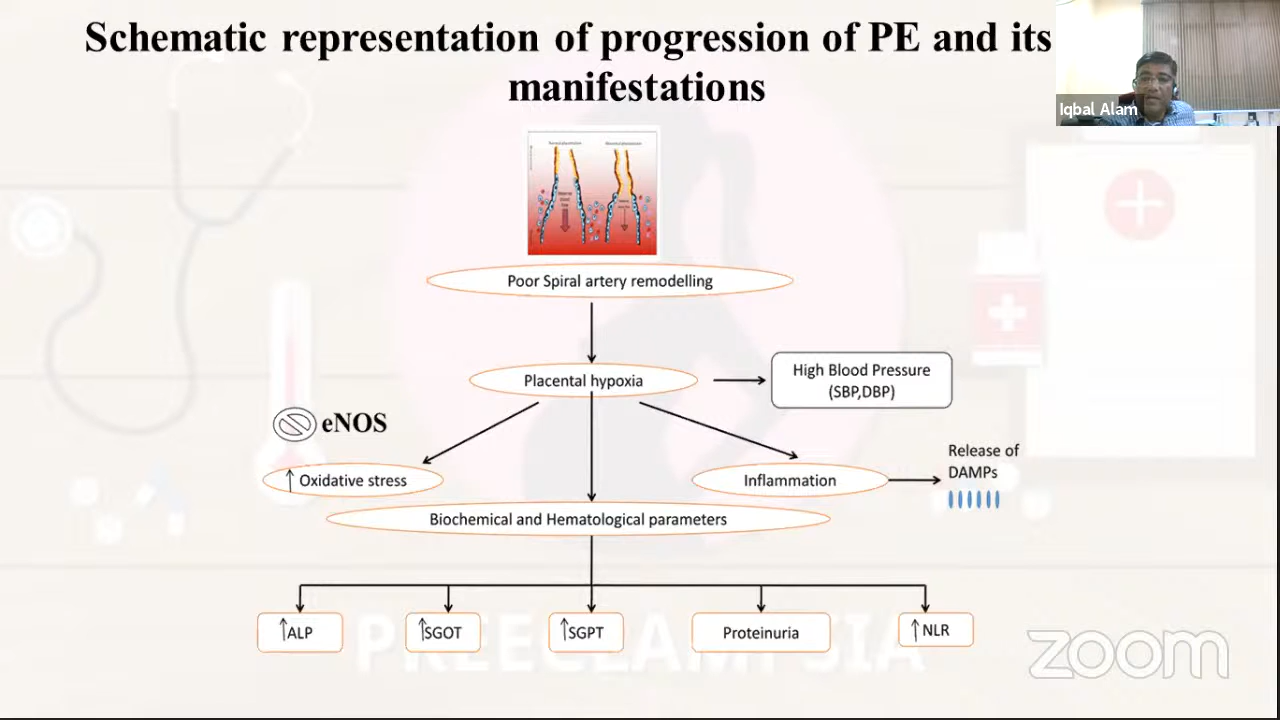 Schematic representation of progression of PE and its
manifestations
Iqbal Alam
Poor Spiral artery remodelling
Placental hypoxia
High Blood Pressure
(SBP,DBP)
eNOS
↑ Oxidative stress
Inflammation
Release of
DAMPs
Biochemical and Hematological parameters
↑ALP
↑SGOT
↑SGPT
Proteinuria
↑ NLR
PREECLAMPSIA
zoom